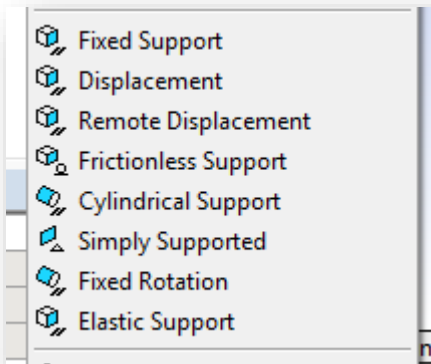 Fixed Support
Displacement
Remote Displacement
Frictionless Support
Cylindrical Support
Simply Supported
Fixed Rotation
Elastic Support